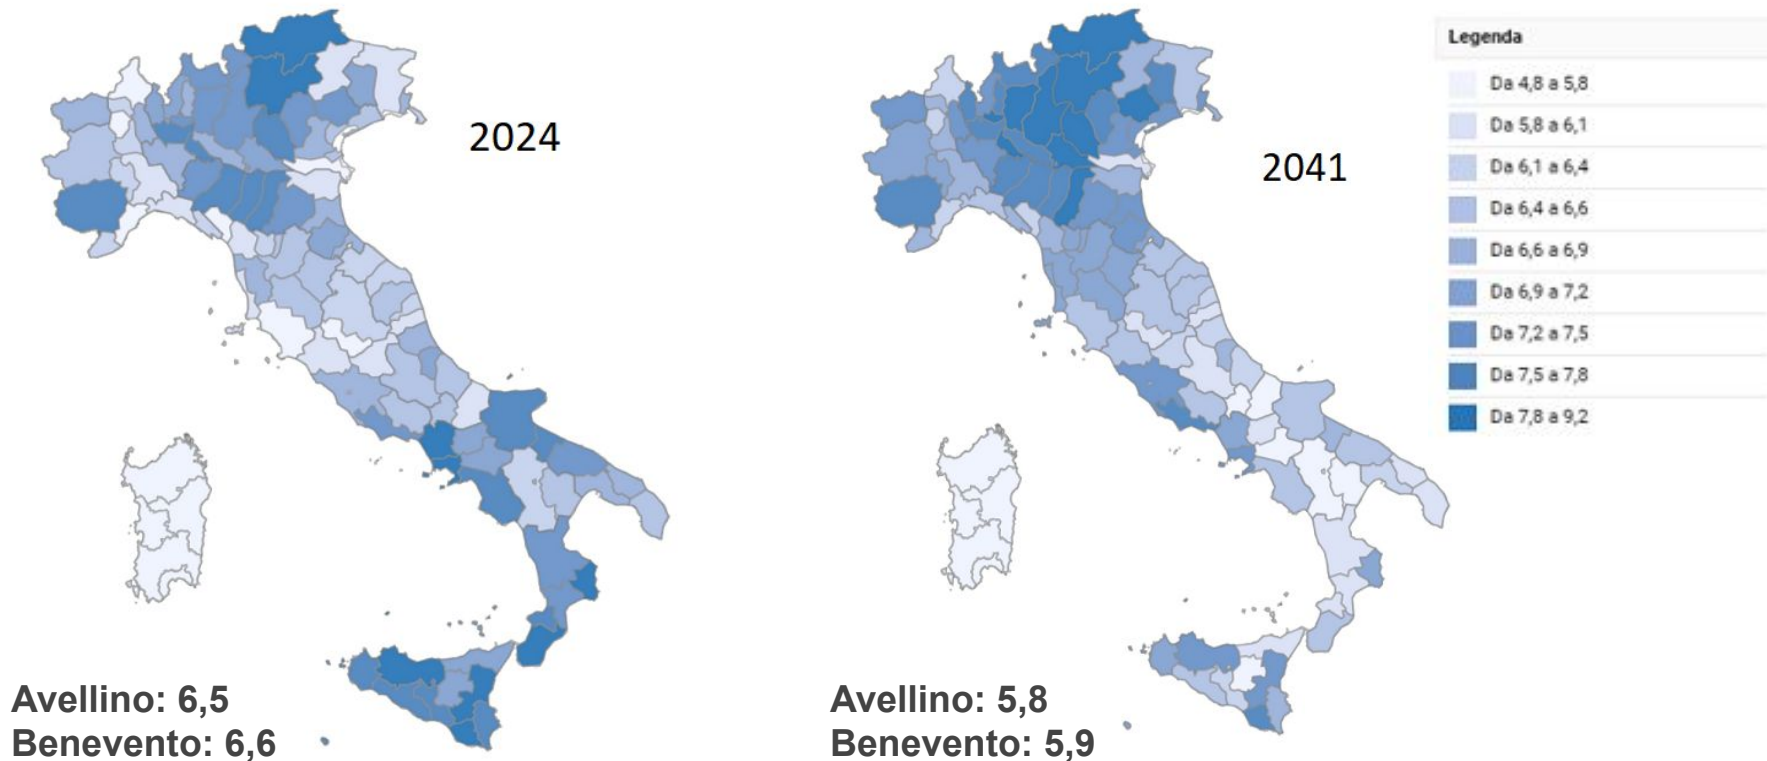 2024
Avellino: 6,5
Benevento: 6,6
2041
Avellino: 5,8
Benevento: 5,9
Legenda
Da 4,8 a 5,8
Da 5,8 a 6,1
Da 6,1 a 6,4
Da 6,4 a 6,6
Da 6,6 a 6,9
Da 6,9 a 7,2
Da 7,2 a 7,5
Da 7,5 a 7,8
Da 7,8 a 9,2